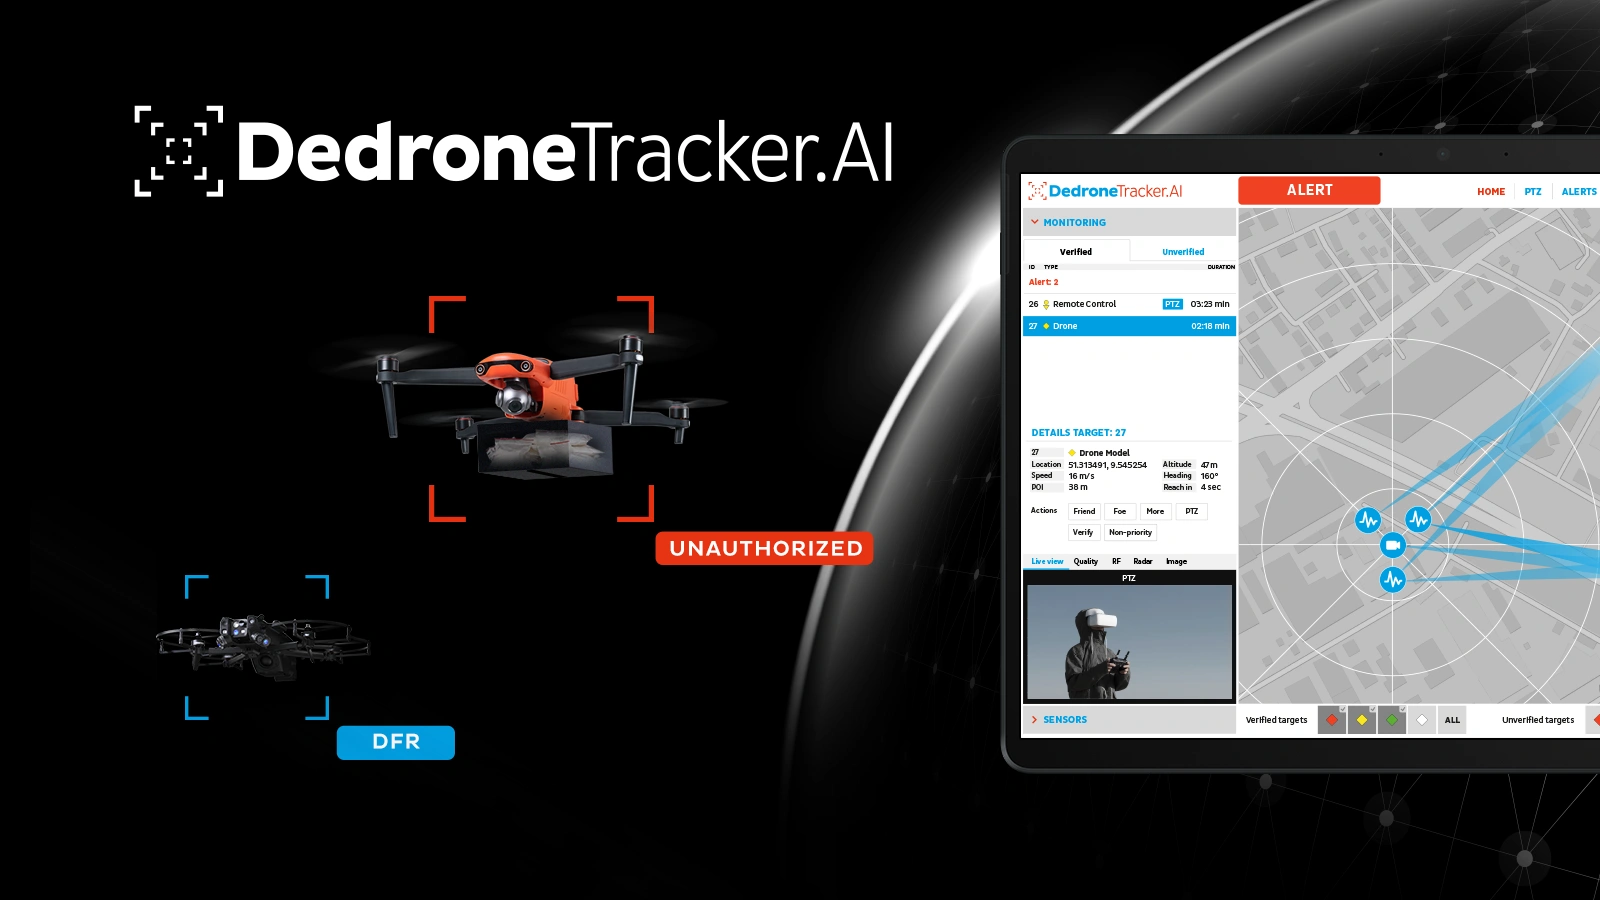 DedroneTracker.AI
UNAUTHORIZED
DFR
DedroneTracker.AI
ALERT
HOME PTZ ALERTS
MONITORING
Verified Unverified
ID TYPE DURATION
Alert: 2
26 Remote Control PTZ 03:23 min
27 Drone 02:18 min
DETAILS TARGET: 27
27 Drone Model
Location 51.313491, 9.545254 Altitude 47m
Speed 16 m/s Heading 160°
POI 38 m Reach in 4 sec
Actions Friend Foe More PTZ
Verify Non-priority
Live view Quality RF Radar Image
PTZ
SENSORS
Verified targets ALL Unverified targets